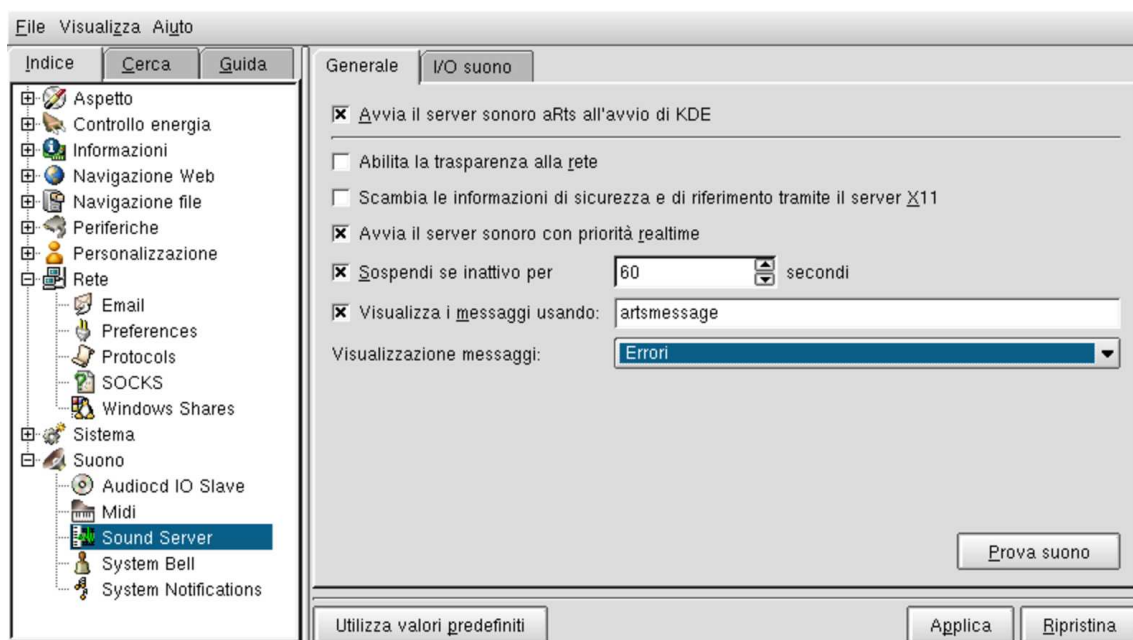 File Visualizza Aiuto
Indice Cerca Guida
Aspetto
Controllo energia
Informazioni
Navigazione Web
Navigazione file
Periferiche
Personalizzazione
Rete
Email
Preferences
Protocols
SOCKS
Windows Shares
Sistema
Suono
Audiocd IO Slave
Midi
Sound Server
System Bell
System Notifications
Generale I/O suono
Avvia il server sonoro aRts all'avvio di KDE
Abilita la trasparenza alla rete
Scambia le informazioni di sicurezza e di riferimento tramite il server X11
Avvia il server sonoro con priorità realtime
Sospendi se inattivo per 60 secondi
Visualizza i messaggi usando: artsmessage
Visualizzazione messaggi: Errori
Prova suono
Utilizza valori predefiniti Applica Ripristina